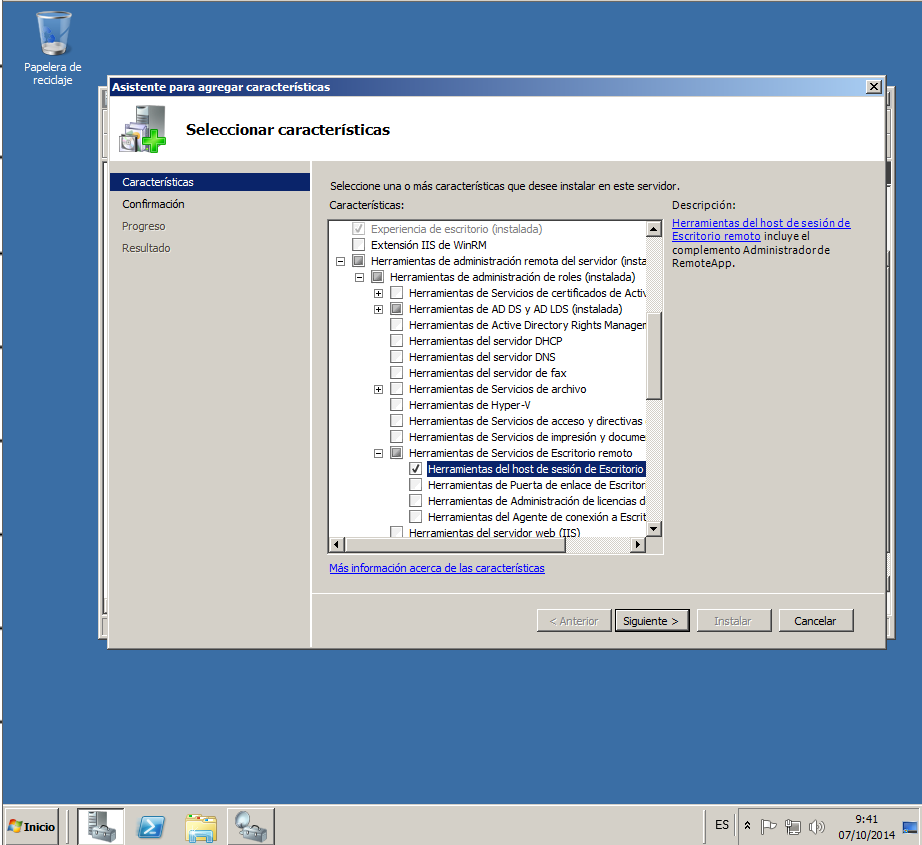 Papelera de
reciclaje
Asistente para agregar características
Seleccionar características
Características
Confirmación
Progreso
Resultado
Seleccione una o más características que desee instalar en este servidor.
Características:
Experiencia de escritorio (instalada)
Extensión IIS de WinRM
Herramientas de administración remota del servidor (insta
Herramientas de administración de roles (instalada)
Herramientas de Servicios de certificados de Activ
Herramientas de AD DS y AD LDS (instalada)
Herramientas de Active Directory Rights Manager
Herramientas del servidor DHCP
Herramientas del servidor DNS
Herramientas del servidor de fax
Herramientas de Servicios de archivo
Herramientas de Hyper-V
Herramientas de Servicios de acceso y directivas
Herramientas de Servicios de impresión y docume
Herramientas de Servicios de Escritorio remoto
Herramientas del host de sesión de Escritorio
Herramientas de Puerta de enlace de Escritor
Herramientas de Administración de licencias d
Herramientas del Agente de conexión a Escrit
Herramientas del servidor web (IIS)
Más información acerca de las características
Descripción:
Herramientas del host de sesión de
Escritorio remoto incluye el
complemento Administrador de
RemoteApp.
< Anterior
Siguiente >
Instalar
Cancelar
Inicio
ES
9:41
07/10/2014